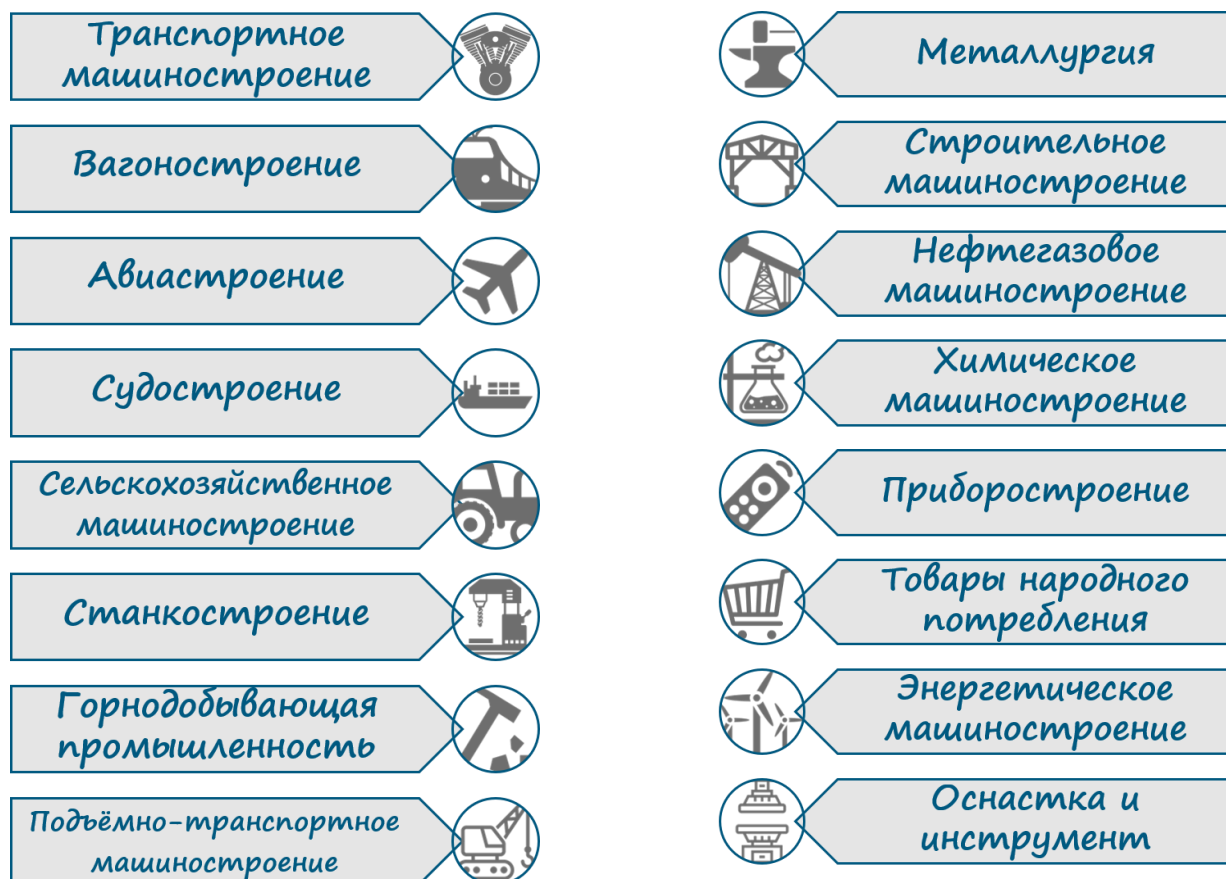 Транспортное
машиностроение
Вагоностроение
Авиастроение
Судостроение
Сельскохозяйственное
машиностроение
Станкостроение
Горнодобывающая
промышленность
Подъёмно-транспортное
машиностроение
Металлургия
Строительное
машиностроение
Нефтегазовое
машиностроение
Химическое
машиностроение
Приборостроение
Товары народного
потребления
Энергетическое
машиностроение
Оснастка и
инструмент